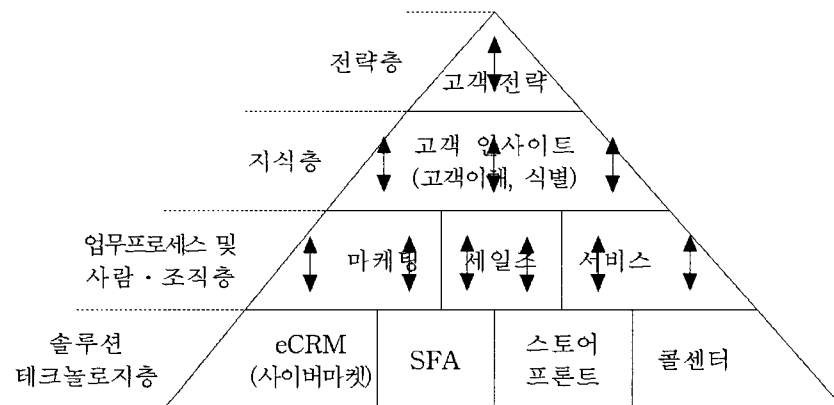 전략층
고객 전략
지식층
고객 인사이트
(고객이해, 식별)
업무프로세스 및
사람 · 조직층
마케팅
세일즈
서비스
솔루션
테크놀로지층
eCRM
(사이버마켓)
SFA
스토어
프론트
콜센터